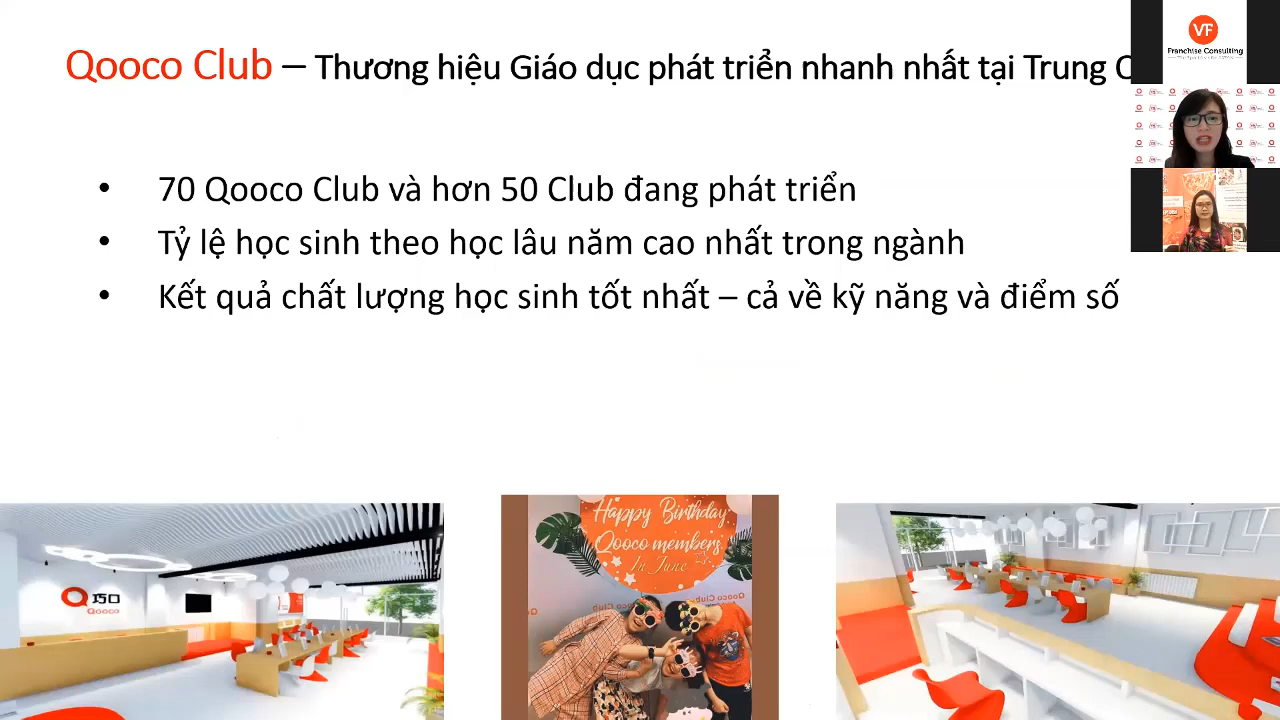 Qooco Club – Thương hiệu Giáo dục phát triển nhanh nhất tại Trung
VF
Franchise Consulting
• 70 Qooco Club và hơn 50 Club đang phát triển
• Tỷ lệ học sinh theo học lâu năm cao nhất trong ngành
• Kết quả chất lượng học sinh tốt nhất – cả về kỹ năng và điểm số
巧口
Qooco
Happy Birthday
Qooco members
In June
Qooco Club